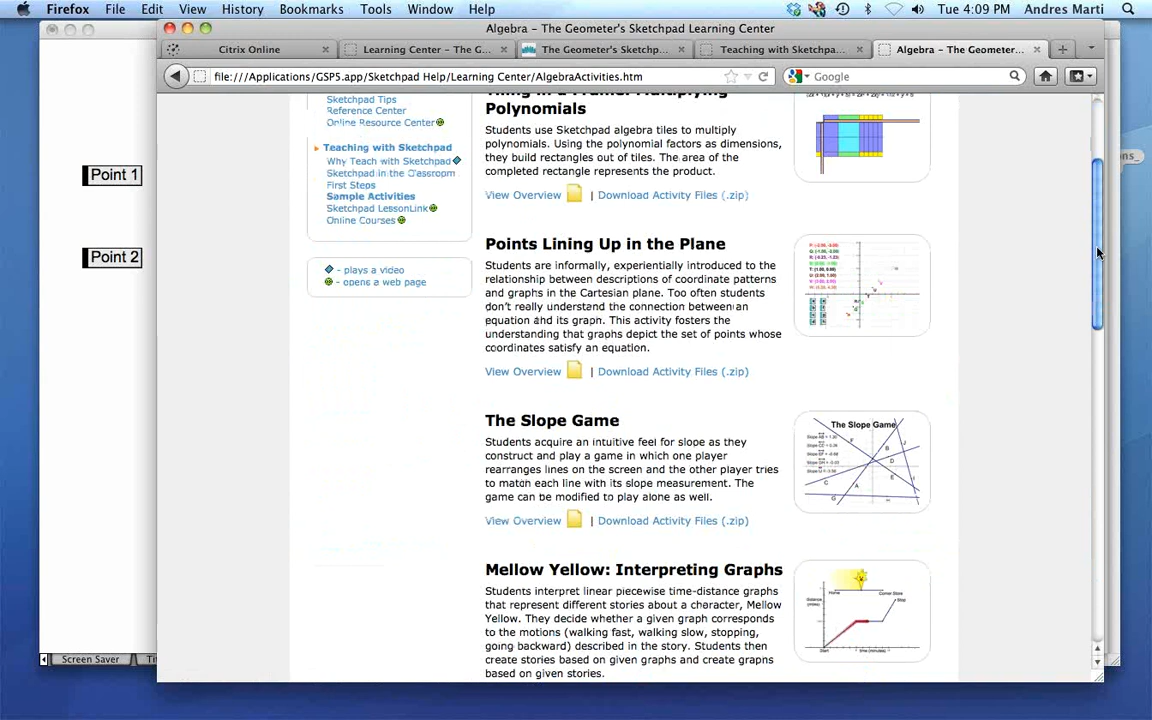 Firefox File Edit View History Bookmarks Tools Window Help Tue 4:09 PM Andres Marti
Algebra – The Geometer's Sketchpad Learning Center
Citrix Online Learning Center – The G... The Geometer's Sketchp... Teaching with Sketchpa... Algebra – The Geometer...
file:///Applications/GSP5.app/Sketchpad Help/Learning Center/AlgebraActivities.htm Google
Point 1
Point 2
Screen Saver
Sketchpad Tips
Reference Center
Online Resource Center
Teaching with Sketchpad
Why Teach with Sketchpad
Sketchpad in the Classroom
First Steps
Sample Activities
Sketchpad LessonLink
Online Courses
- plays a video
- opens a web page
Tiling in a Frame: Multiplying
Polynomials
Students use Sketchpad algebra tiles to multiply
polynomials. Using the polynomial factors as dimensions,
they build rectangles out of tiles. The area of the
completed rectangle represents the product.
View Overview | Download Activity Files (.zip)
Points Lining Up in the Plane
Students are informally, experientially introduced to the
relationship between descriptions of coordinate patterns
and graphs in the Cartesian plane. Too often students
don't really understand the connection between an
equation and its graph. This activity fosters the
understanding that graphs depict the set of points whose
coordinates satisfy an equation.
View Overview | Download Activity Files (.zip)
The Slope Game
Students acquire an intuitive feel for slope as they
construct and play a game in which one player
rearranges lines on the screen and the other player tries
to match each line with its slope measurement. The
game can be modified to play alone as well.
View Overview | Download Activity Files (.zip)
The Slope Game
Mellow Yellow: Interpreting Graphs
Students interpret linear piecewise time-distance graphs
that represent different stories about a character, Mellow
Yellow. They decide whether a given graph corresponds
to the motions (walking fast, walking slow, stopping,
going backward) described in the story. Students then
create stories based on given graphs and create graphs
based on given stories.
Home Corner Store
Stop
Start time (minutes)